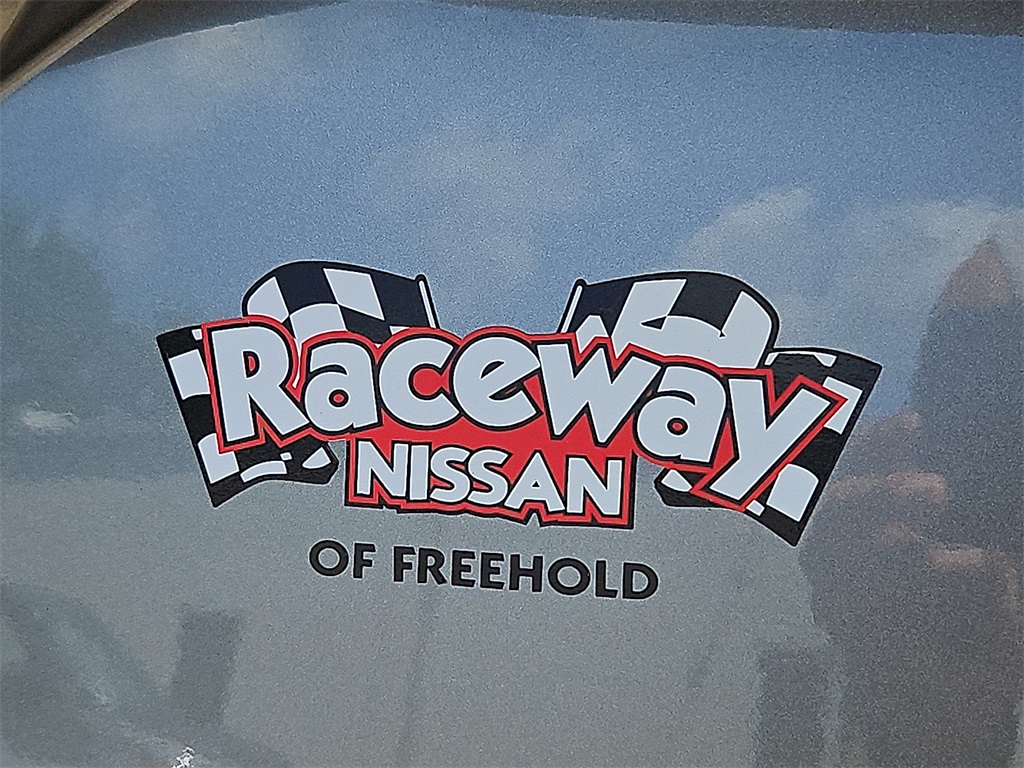 Raceway
NISSAN
OF FREEHOLD